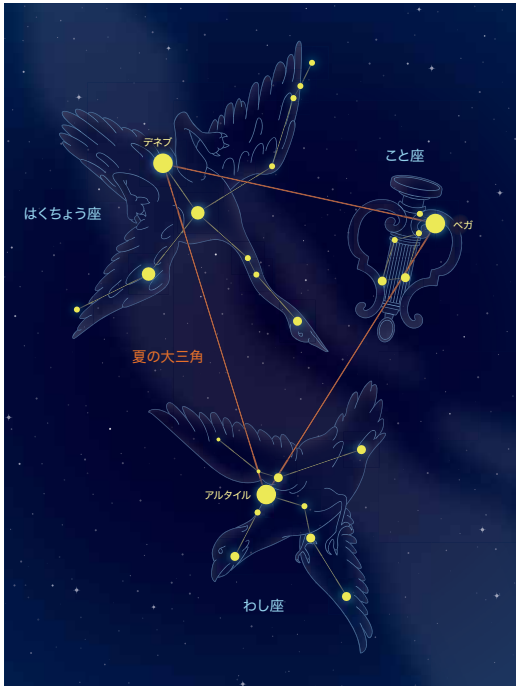 デネブ
こと座
はくちょう座
ベガ
夏の大三角
アルタイル
わし座